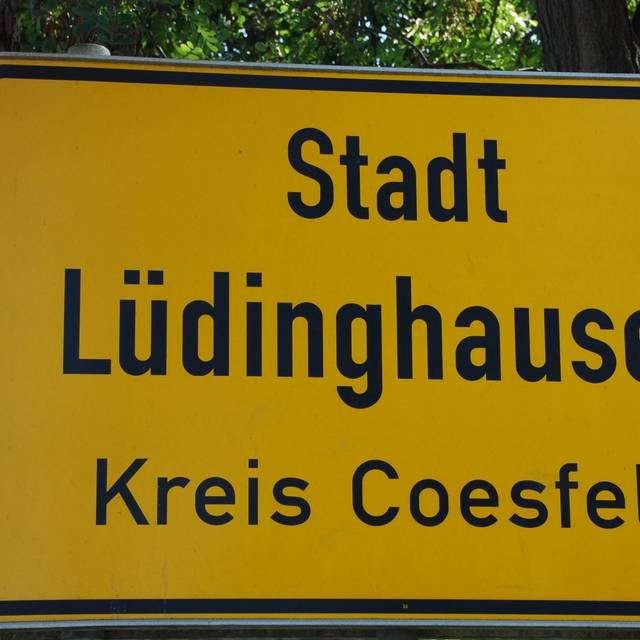 Stadt
Lüdinghause
Kreis Coesfel